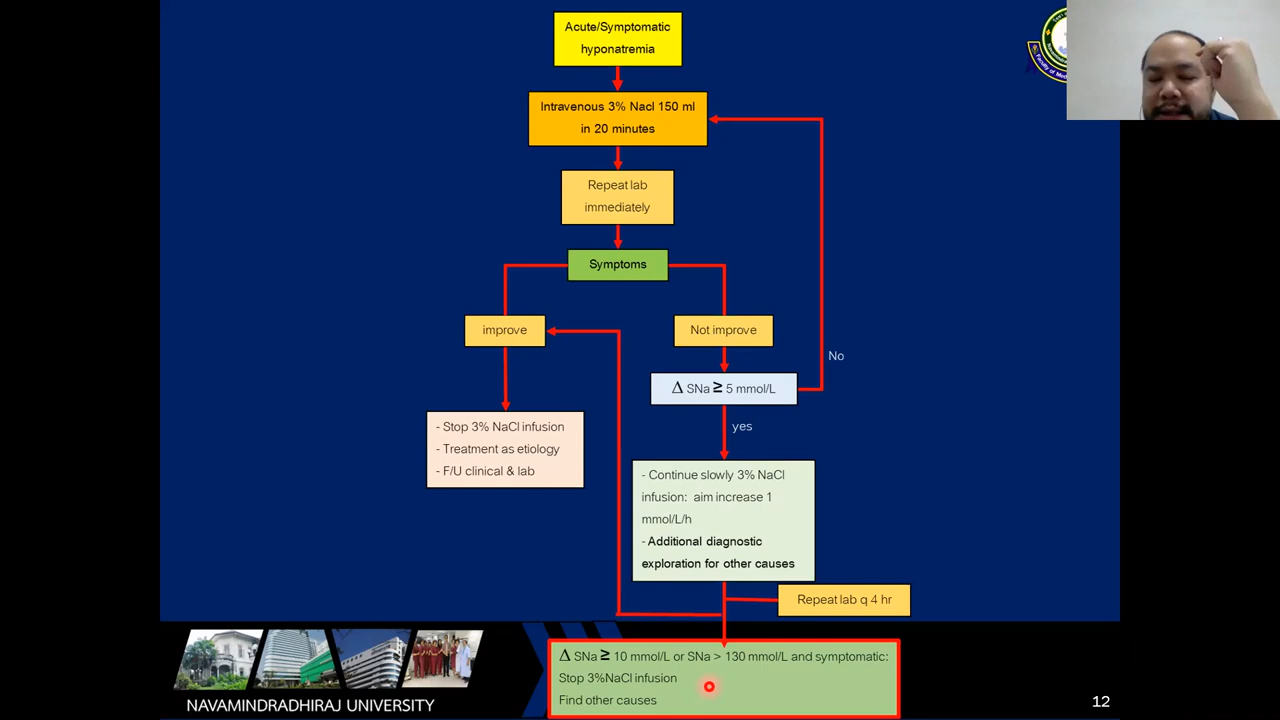 Acute/Symptomatic
hyponatremia
Intravenous 3% Nacl 150 ml
in 20 minutes
Repeat lab
immediately
Symptoms
improve
Not improve
No
Δ SNa ≥ 5 mmol/L
yes
- Stop 3% NaCl infusion
- Treatment as etiology
- F/U clinical & lab
- Continue slowly 3% NaCl
infusion: aim increase 1
mmol/L/h
- Additional diagnostic
exploration for other causes
Repeat lab q 4 hr
Δ SNa ≥ 10 mmol/L or SNa > 130 mmol/L and symptomatic:
Stop 3%NaCl infusion
Find other causes
NAVAMINDRADHIRAJ UNIVERSITY
12